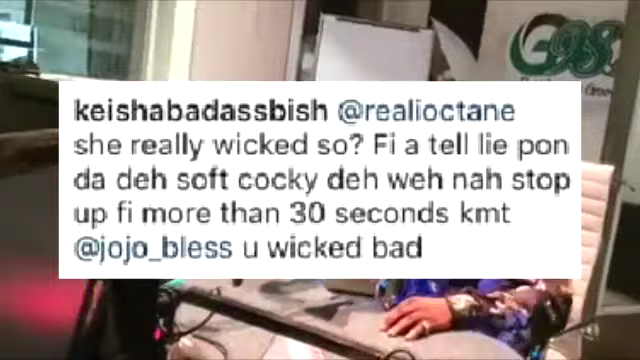 G98
keishabadassbish @realioctane
she really wicked so? Fi a tell lie pon
da deh soft cocky deh weh nah stop
up fi more than 30 seconds kmt
@jojo_bless u wicked bad